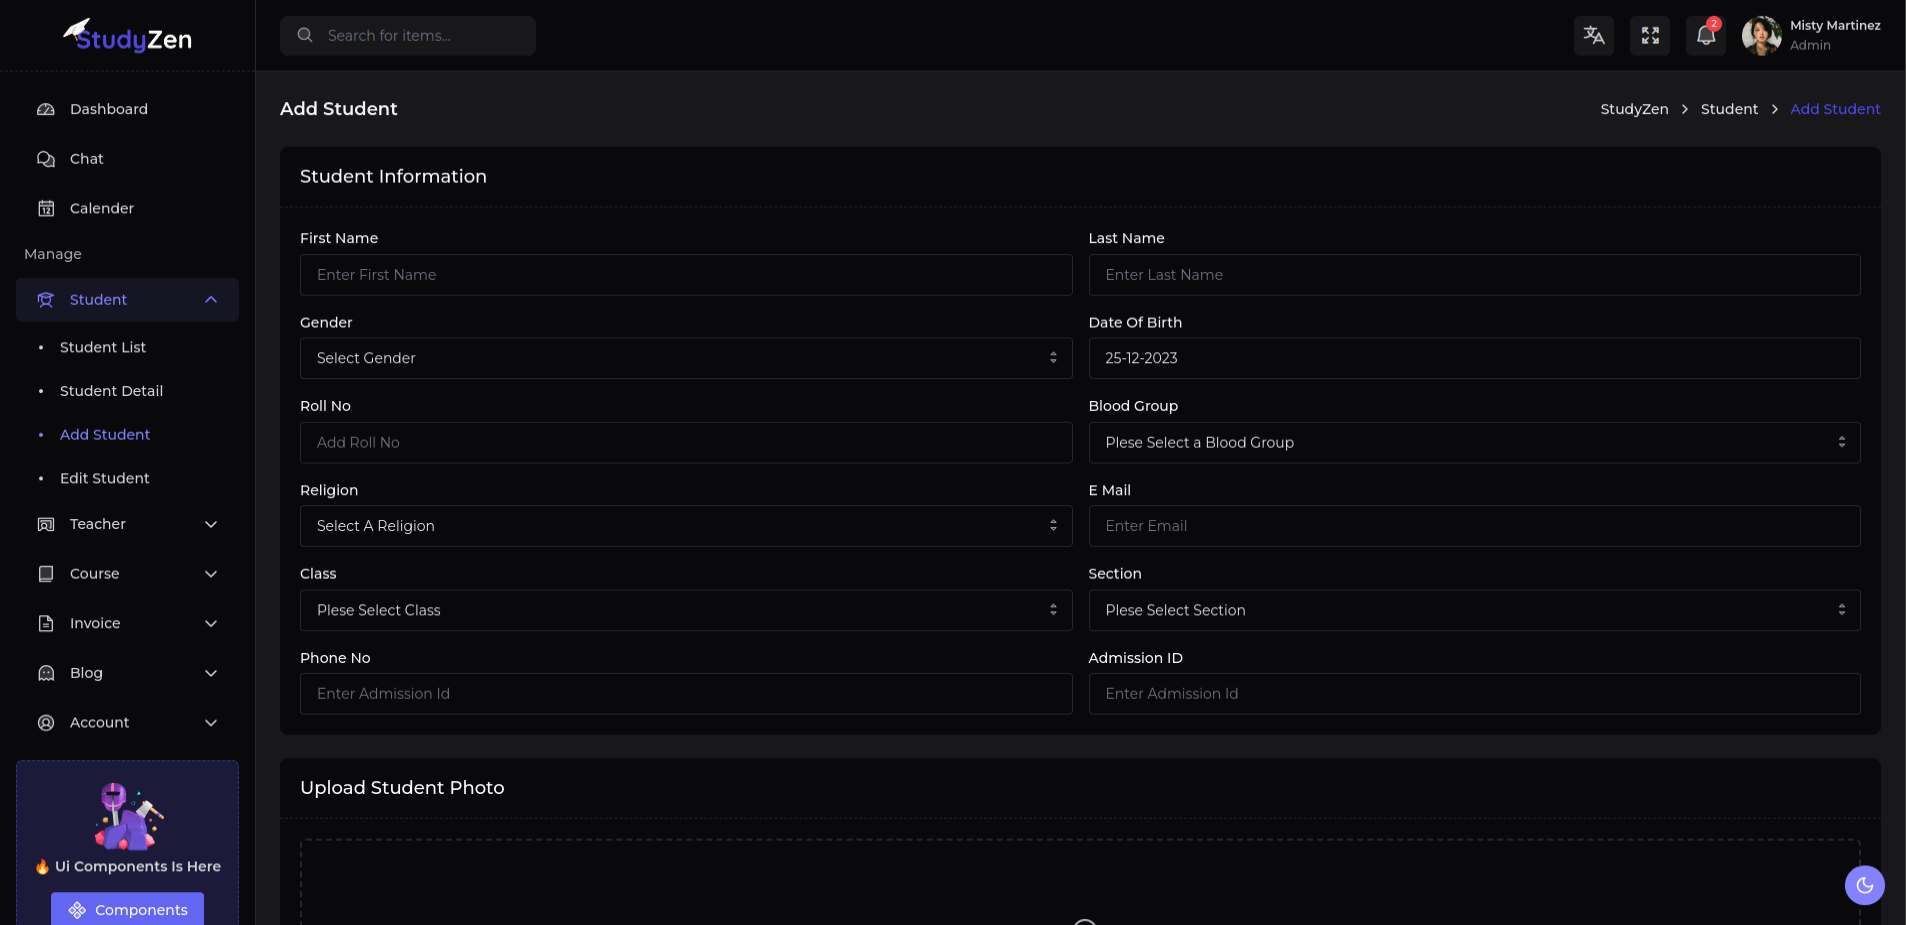 StudyZen
Search for items...
2
Misty Martinez
Admin
Dashboard
Chat
12
Calender
Manage
Student
Student List
Student Detail
Add Student
Edit Student
Teacher
Course
Invoice
Blog
Account
🔥 Ui Components Is Here
Components
Add Student
StudyZen > Student > Add Student
Student Information
First Name
Enter First Name
Last Name
Enter Last Name
Gender
Select Gender
Date Of Birth
25-12-2023
Roll No
Add Roll No
Blood Group
Plese Select a Blood Group
Religion
Select A Religion
E Mail
Enter Email
Class
Plese Select Class
Section
Plese Select Section
Phone No
Enter Admission Id
Admission ID
Enter Admission Id
Upload Student Photo